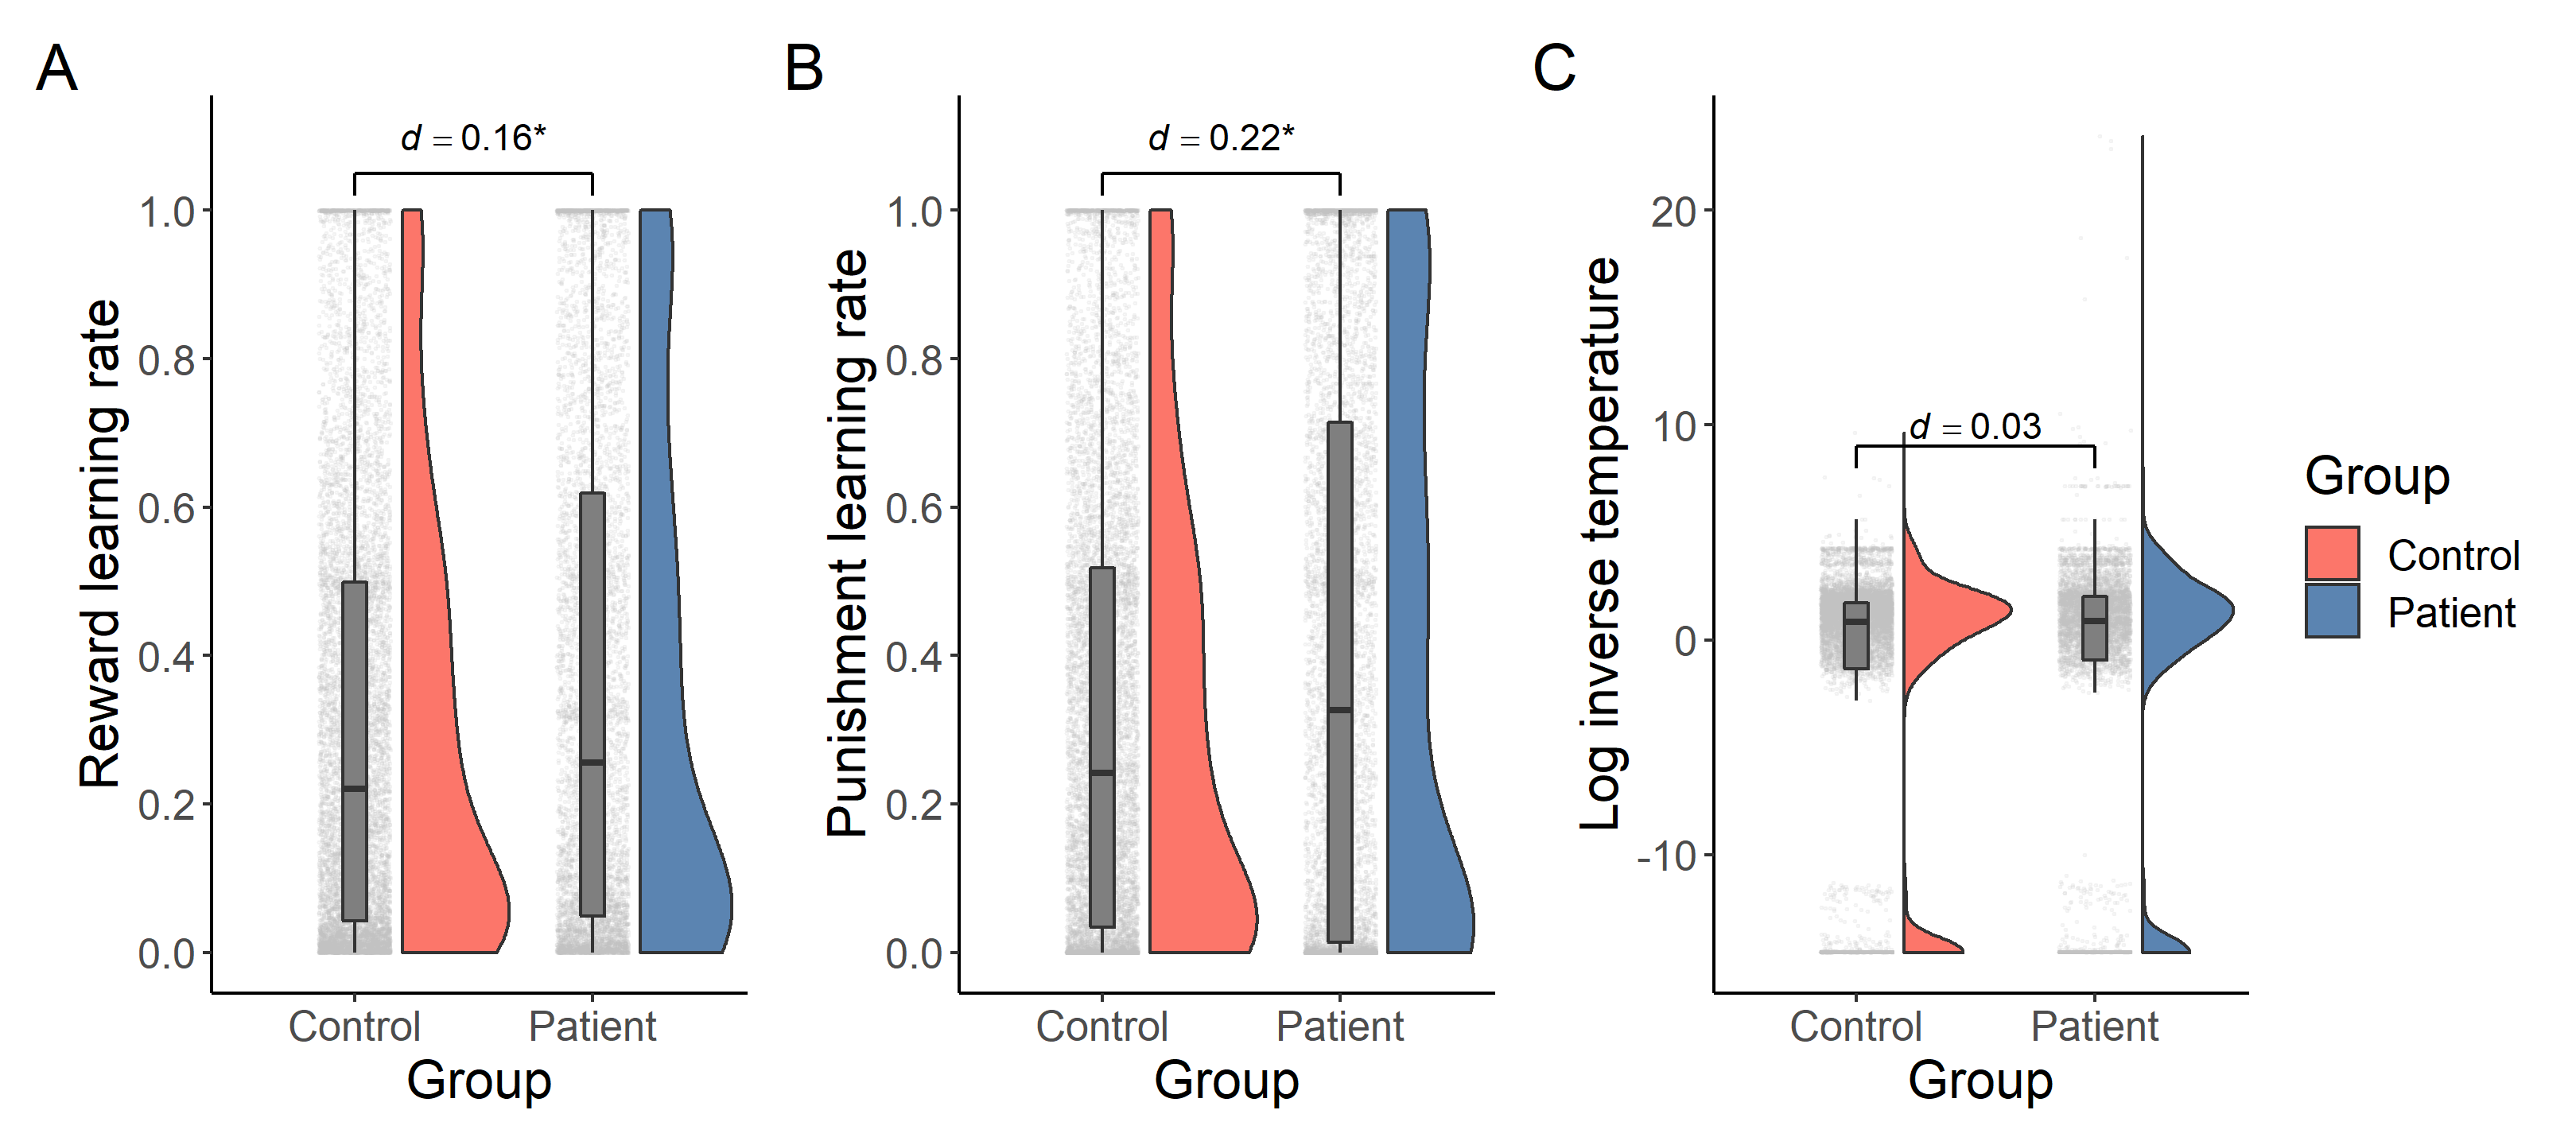 A
B
C
d = 0.16*
d = 0.22*
d = 0.03
Reward learning rate
1.0
0.8
0.6
0.4
0.2
0.0
Control
Patient
Group
Punishment learning rate
1.0
0.8
0.6
0.4
0.2
0.0
Control
Patient
Group
Log inverse temperature
20
10
0
-10
Control
Patient
Group
Group
Control
Patient